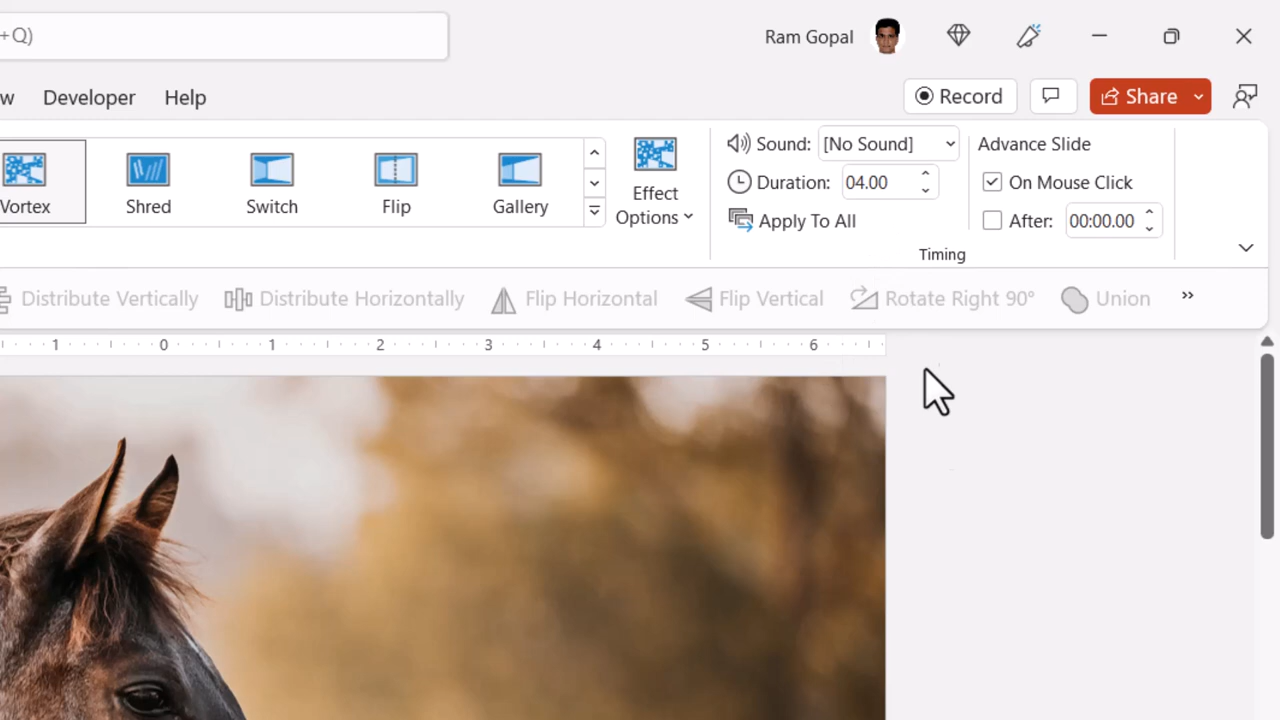 +Q)
Ram Gopal
w Developer Help
Record
Share
Vortex
Shred
Switch
Flip
Gallery
Effect
Options
Sound: [No Sound]
Duration: 04.00
Apply To All
Advance Slide
On Mouse Click
After: 00:00.00
Timing
Distribute Vertically
Distribute Horizontally
Flip Horizontal
Flip Vertical
Rotate Right 90°
Union
1 0 1 2 3 4 5 6